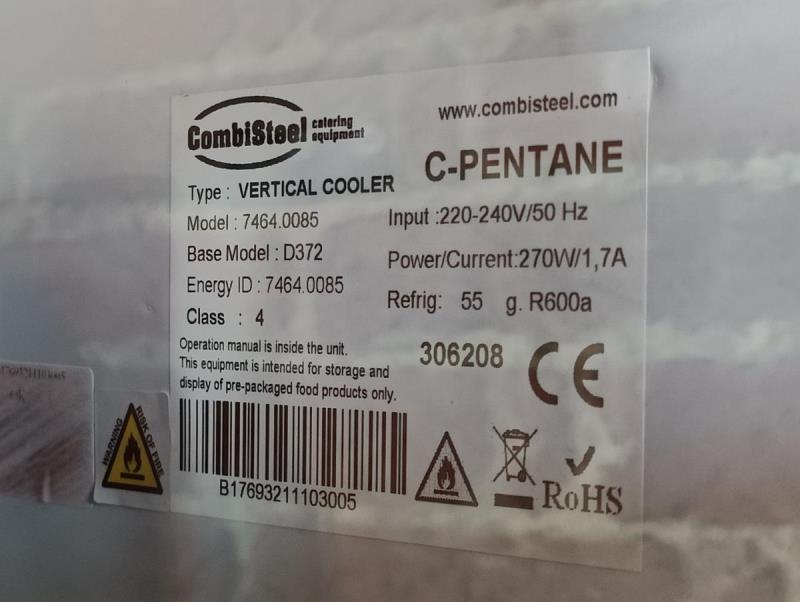 CombiSteel catering equipment
www.combisteel.com
C-PENTANE
Type : VERTICAL COOLER
Model : 7464.0085
Base Model : D372
Energy ID : 7464.0085
Class : 4
Input :220-240V/50 Hz
Power/Current:270W/1,7A
Refrig: 55 g. R600a
Operation manual is inside the unit.
This equipment is intended for storage and
display of pre-packaged food products only.
306208
CE
B17693211103005
RoHS
WARNING
RISK OF FIRE